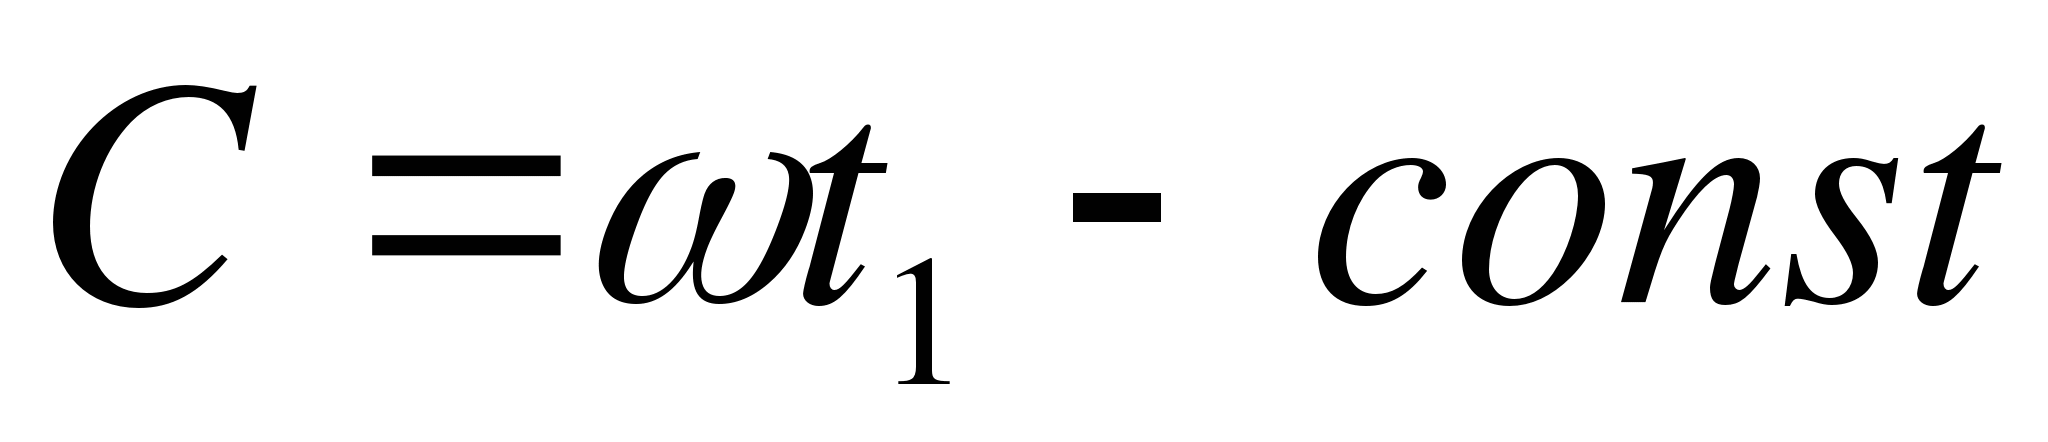 C = ωt₁ - const